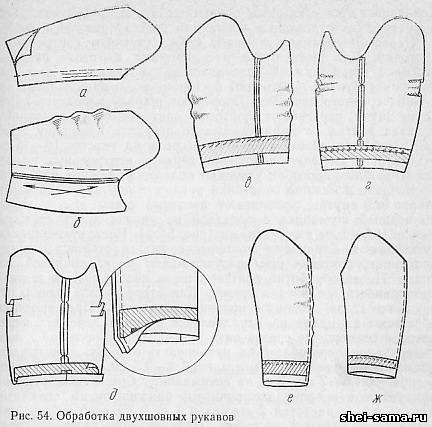 а
б
в
г
д
е
ж
Рис. 54. Обработка двухшовных рукавов
shei-sama.ru